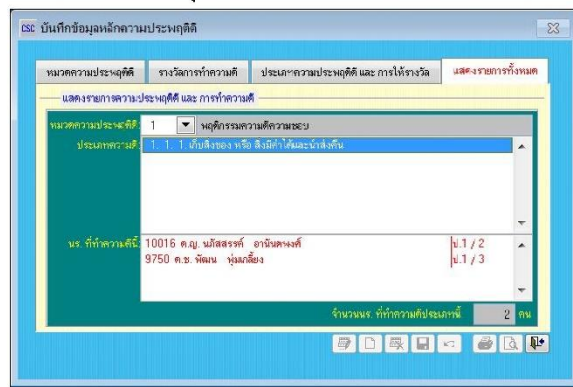 CSC บันทึกข้อมูลหลักความประพฤติดี
หมวดความประพฤติดี รางวัลการทำความดี ประเภทความประพฤติดี และ การให้รางวัล แสดงรายการทั้งหมด
แสดงรายการความประพฤติดี และ การทำความดี
หมวดความประพฤติดี: 1 พฤติกรรมความดีความชอบ
ประเภทความดี: 1. 1. 1. เก็บสิ่งของ หรือ สิ่งมีค่าได้และนำส่งคืน
นร. ที่ทำความดีนี้: 10016 ด.ญ. นภัสสรรค์ อานันตพงศ์ ป.1 / 2
9750 ด.ช. พัฒน พุ่มเกลี้ยง ป.1 / 3
จำนวนนร. ที่ทำความดีประเภทนี้ 2 คน